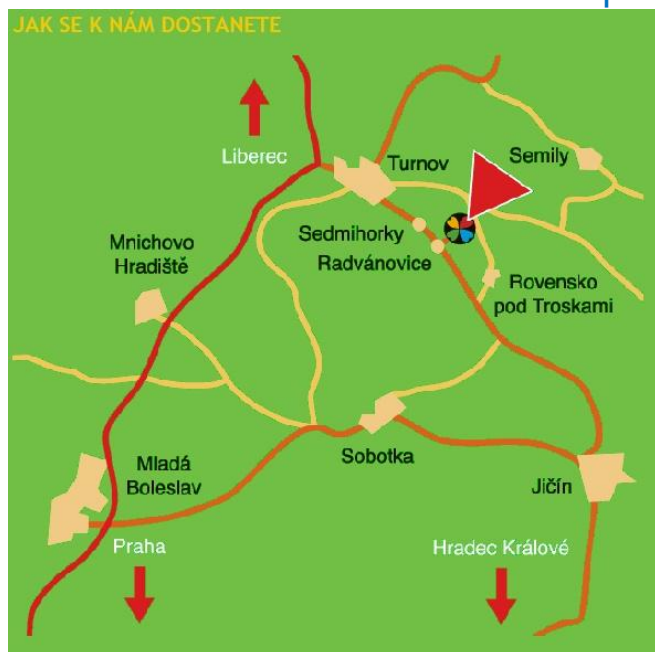 JAK SE K NÁM DOSTANETE
Liberec
Turnov
Semily
Mnichovo
Hradiště
Sedmihorky
Radvánovice
Rovensko
pod Troskami
Mladá
Boleslav
Sobotka
Jičín
Praha
Hradec Králové